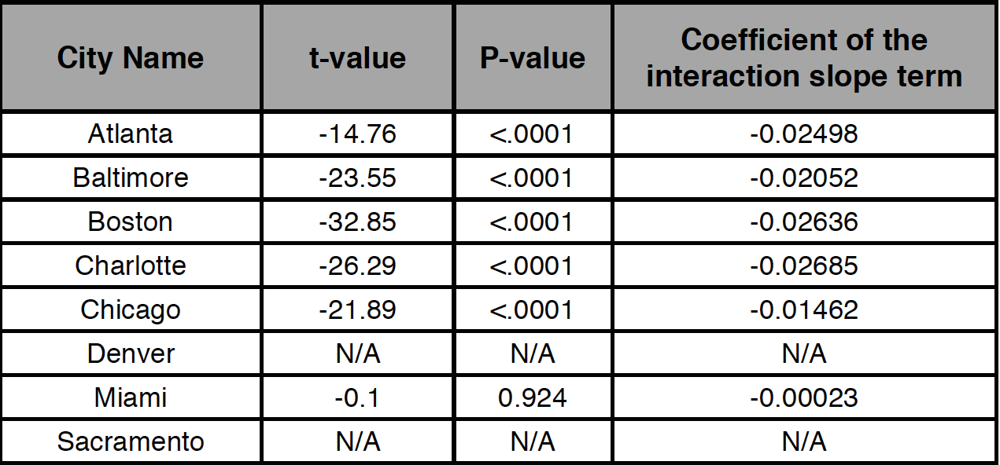 City Name t-value P-value Coefficient of the interaction slope term
Atlanta -14.76 <.0001 -0.02498
Baltimore -23.55 <.0001 -0.02052
Boston -32.85 <.0001 -0.02636
Charlotte -26.29 <.0001 -0.02685
Chicago -21.89 <.0001 -0.01462
Denver N/A N/A N/A
Miami -0.1 0.924 -0.00023
Sacramento N/A N/A N/A